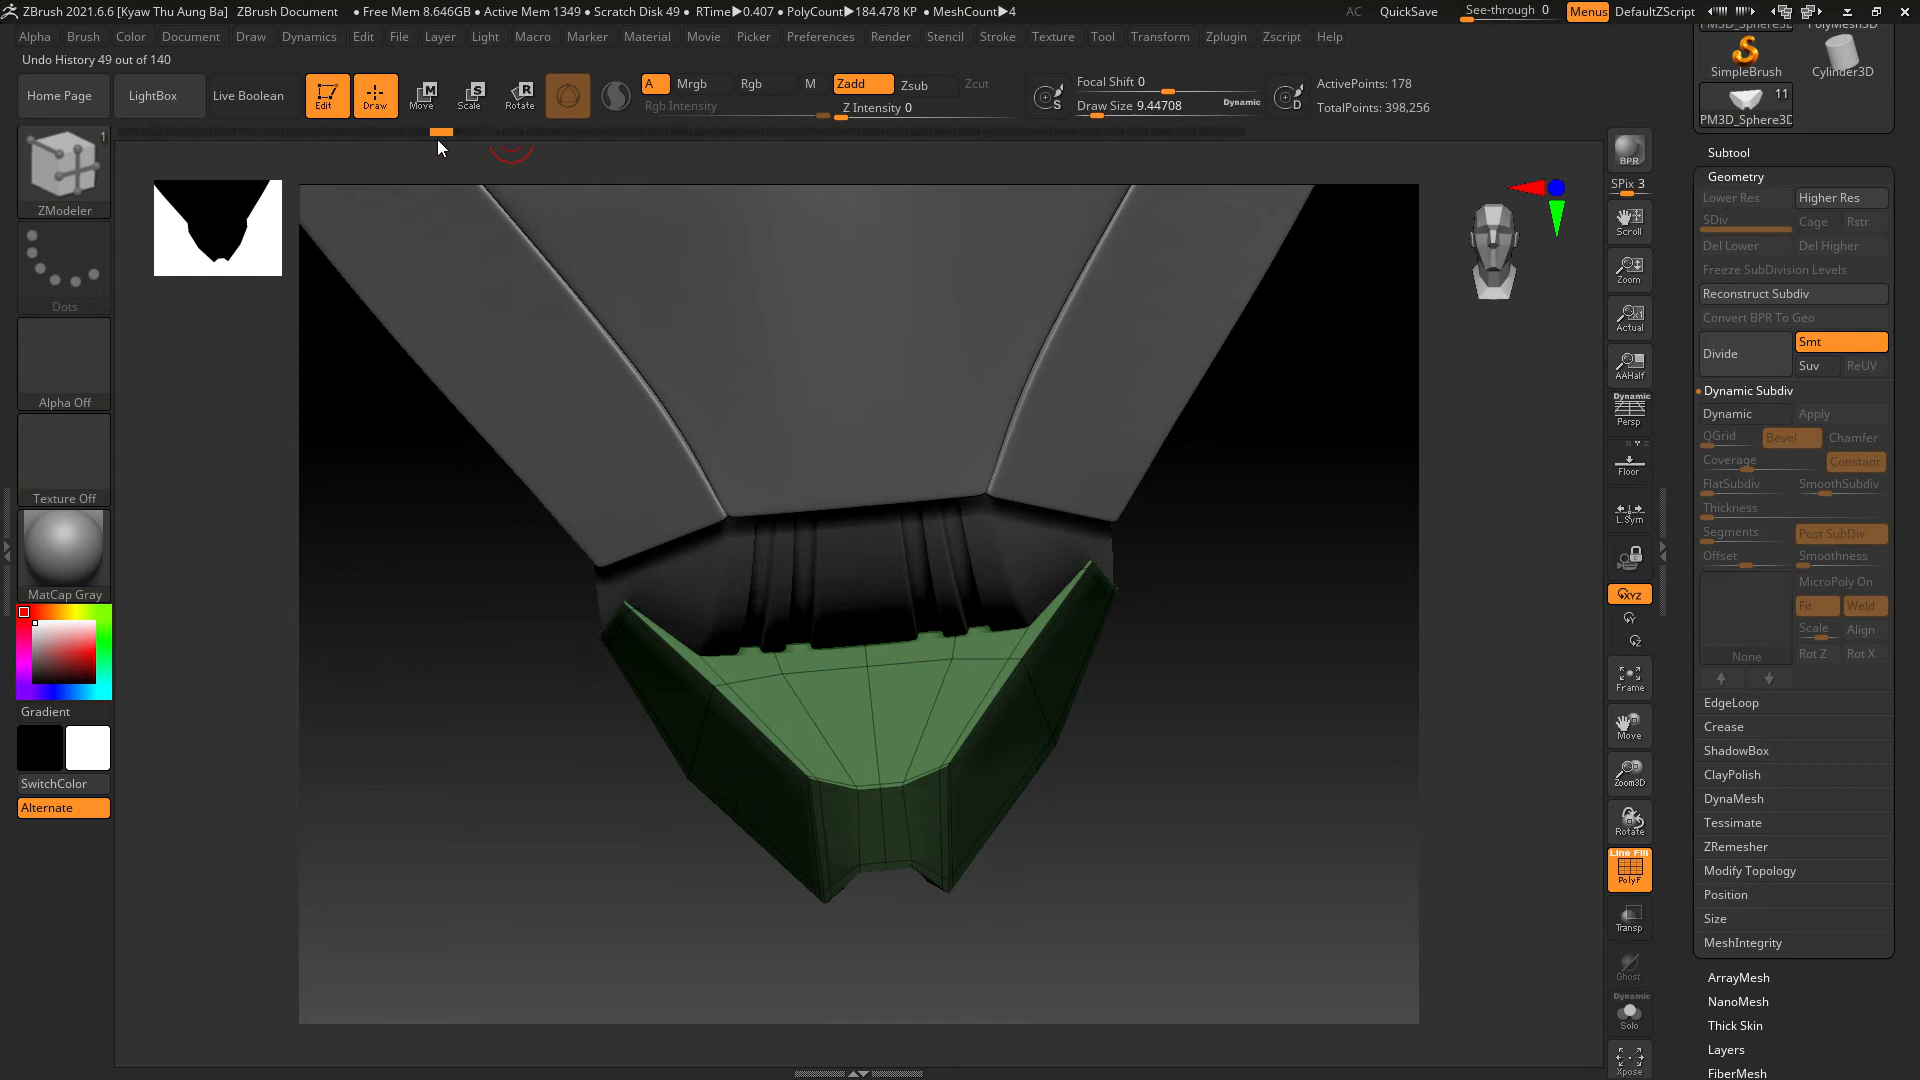 ZBrush 2021.6.6 [Kyaw Thu Aung Ba] ZBrush Document • Free Mem 8.646GB • Active Mem 1349 • Scratch Disk 49 • RTime▶0.407 • PolyCount▶184.478 KP • MeshCount▶4 AC QuickSave See-through 0 Menus DefaultZScript
Alpha Brush Color Document Draw Dynamics Edit File Layer Light Macro Marker Material Movie Picker Preferences Render Stencil Stroke Texture Tool Transform Zplugin Zscript Help
Undo History 49 out of 140
Home Page LightBox Live Boolean Edit Draw Move Scale Rotate
A Mrgb Rgb M Zadd Zsub Zcut
Rgb Intensity Z Intensity 0
S Focal Shift 0
Draw Size 9.44708 Dynamic D
ActivePoints: 178
TotalPoints: 398,256
1
ZModeler
Dots
Alpha Off
Texture Off
MatCap Gray
Gradient
SwitchColor
Alternate
BPR
SPix 3
Scroll
Zoom
Actual
AAHalf
Dynamic
Persp
Floor
L.Sym
XYZ
Frame
Move
Zoom3D
Rotate
Line Fill
PolyF
Transp
Ghost
Dynamic
Solo
Xpose
PM3D_Sphere3D PolyMesh3D
SimpleBrush Cylinder3D
11
PM3D_Sphere3D
Subtool
Geometry
Lower Res Higher Res
SDiv Cage Rstr
Del Lower Del Higher
Freeze SubDivision Levels
Reconstruct Subdiv
Convert BPR To Geo
Divide Smt
Suv ReUV
Dynamic Subdiv
Dynamic Apply
QGrid Bevel Chamfer
Coverage Constant
FlatSubdiv SmoothSubdiv
Thickness
Segments Post SubDiv
Offset Smoothness
MicroPoly On
Fit Weld
Scale Align
None Rot Z Rot X
EdgeLoop
Crease
ShadowBox
ClayPolish
DynaMesh
Tessimate
ZRemesher
Modify Topology
Position
Size
MeshIntegrity
ArrayMesh
NanoMesh
Thick Skin
Layers
FiberMesh